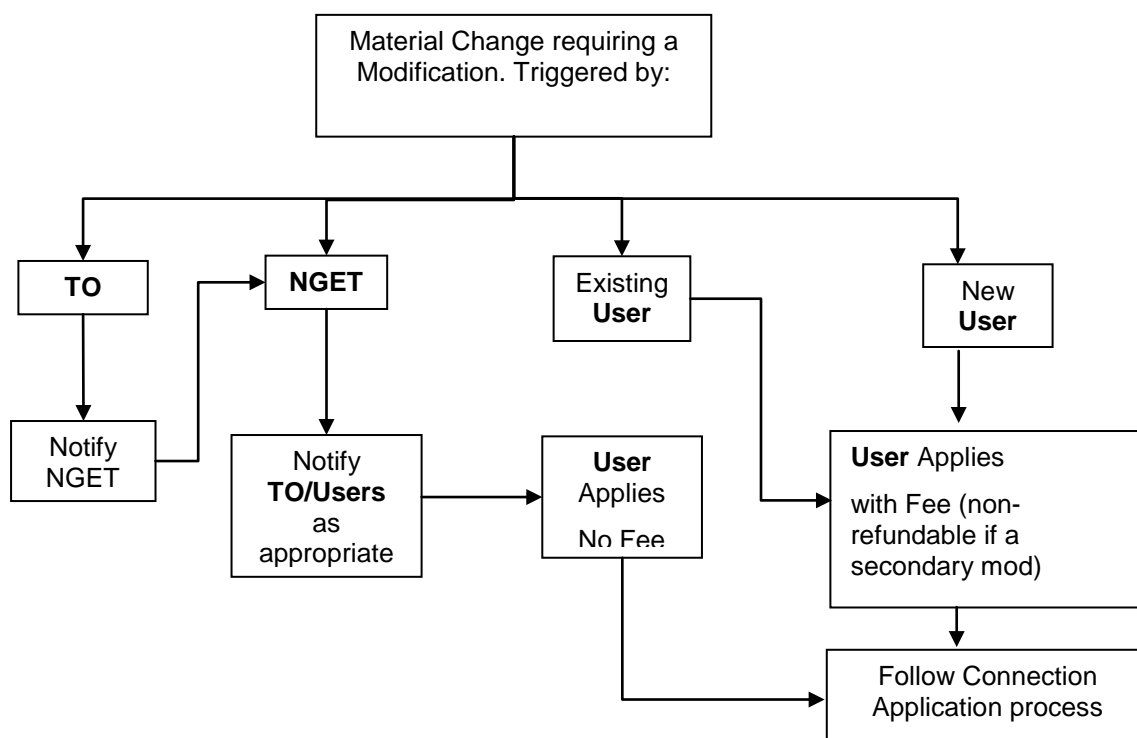 Material Change requiring a
Modification. Triggered by:
TO
NGET
Existing
User
New
User
Notify
NGET
Notify
TO/Users
as
appropriate
User
Applies
No Fee
User Applies
with Fee (non-
refundable if a
secondary mod)
Follow Connection
Application process